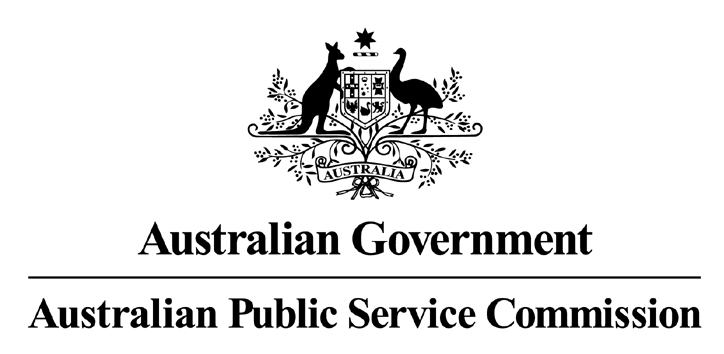 AUSTRALIA
Australian Government
Australian Public Service Commission